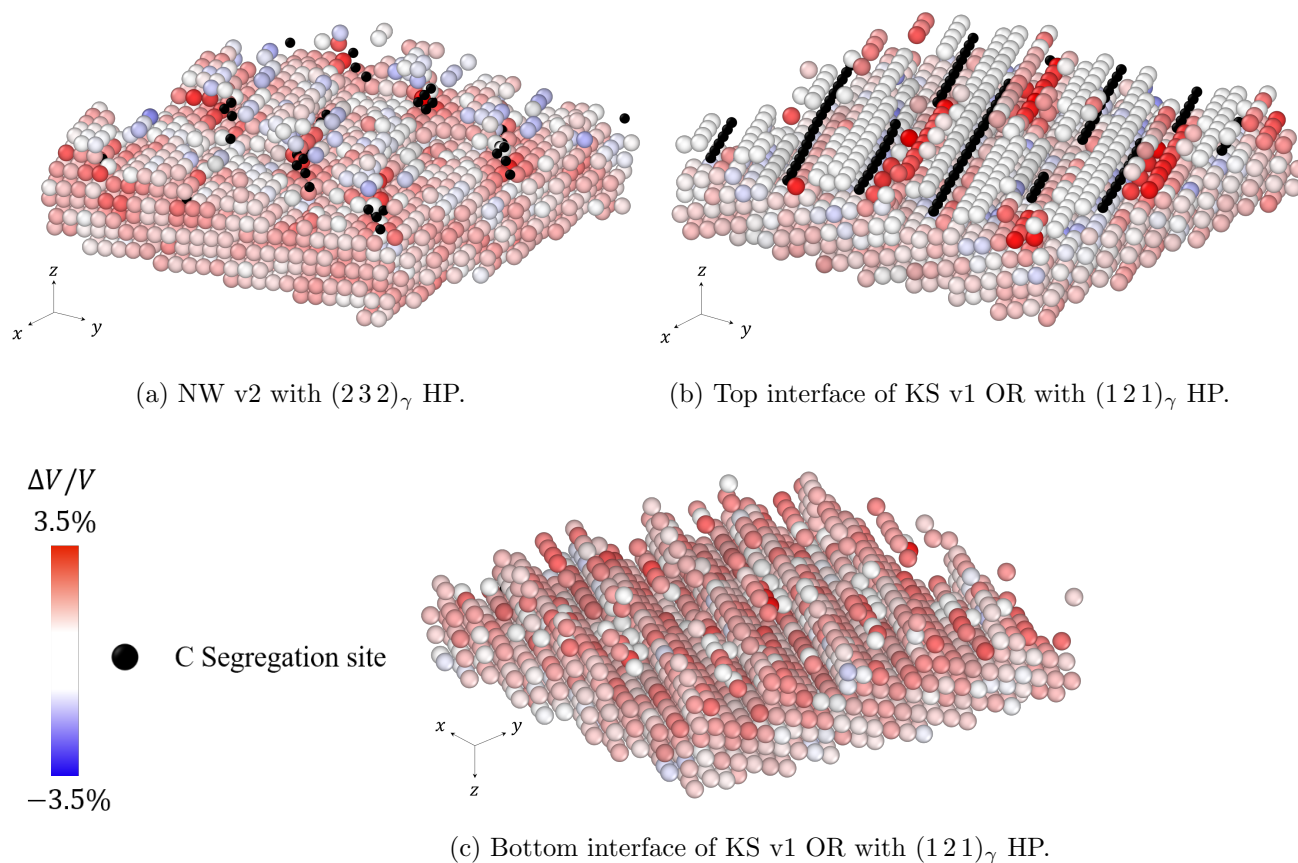 z
x
y
z
x
y
(a) NW v2 with (2 3 2)γ HP.
(b) Top interface of KS v1 OR with (1 2 1)γ HP.
ΔV/V
3.5%
C Segregation site
−3.5%
x
y
z
(c) Bottom interface of KS v1 OR with (1 2 1)γ HP.